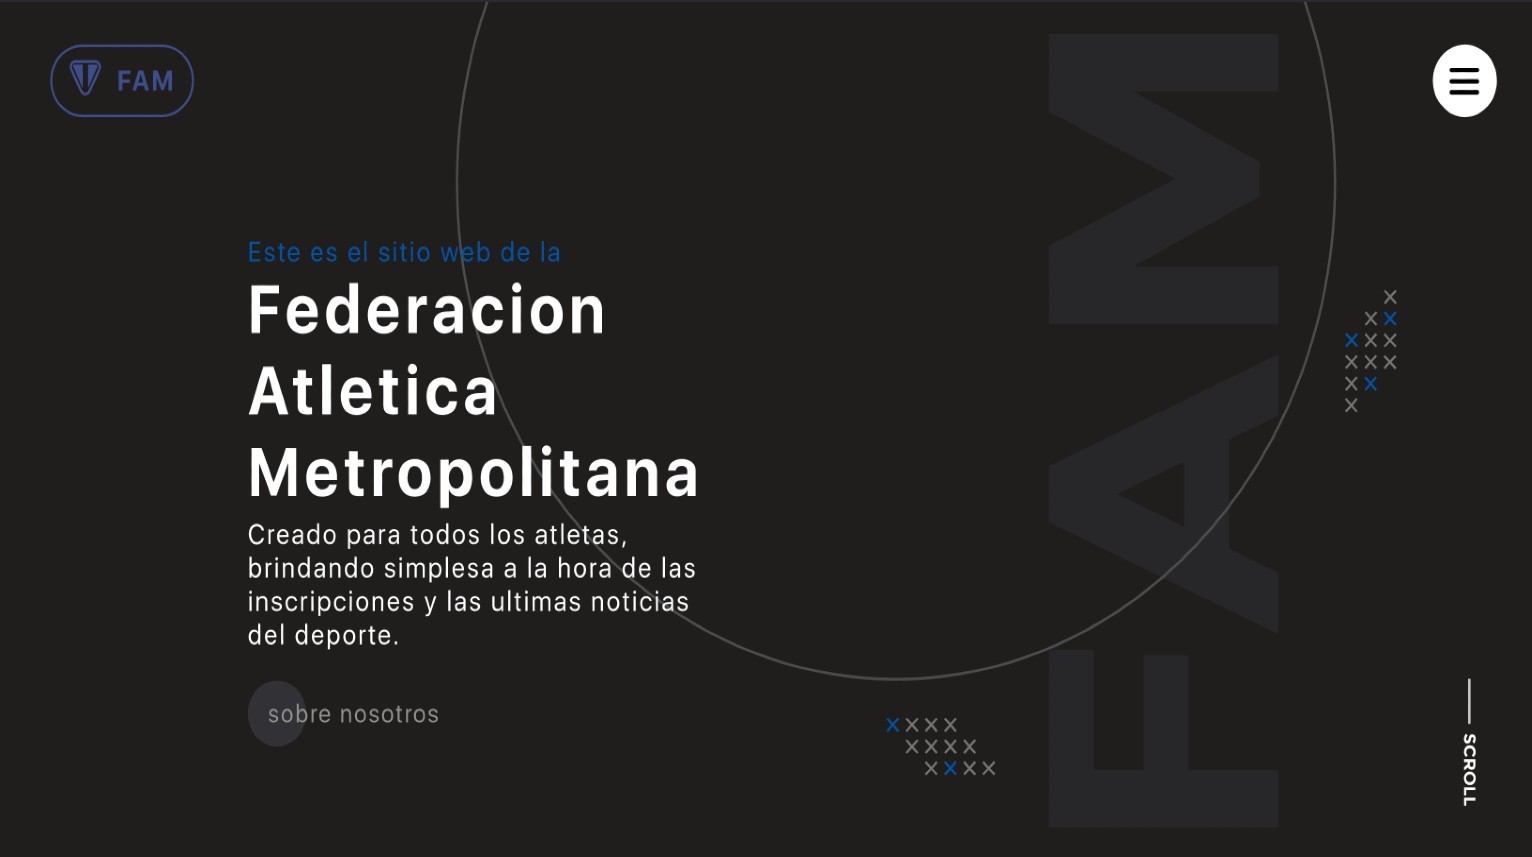 FAM
Este es el sitio web de la
Federacion
Atletica
Metropolitana
Creado para todos los atletas,
brindando simplesa a la hora de las
inscripciones y las ultimas noticias
del deporte.
sobre nosotros
FAM
SCROLL